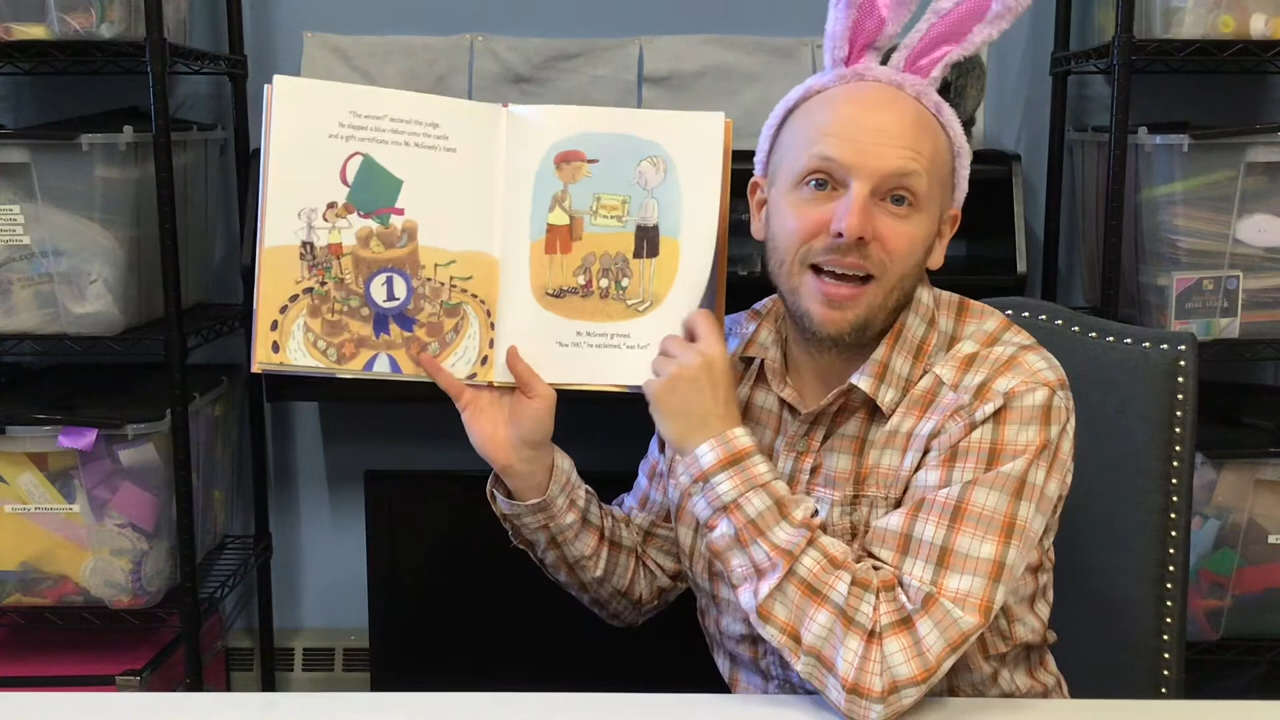 "The winner!" declared the judge.
He slapped a blue ribbon onto the castle
and a gift certificate into Mr. McGreely's hand.
1
Mr. McGreely grinned.
"Now THAT," he exclaimed, "was fun!"
Indy Ribbons